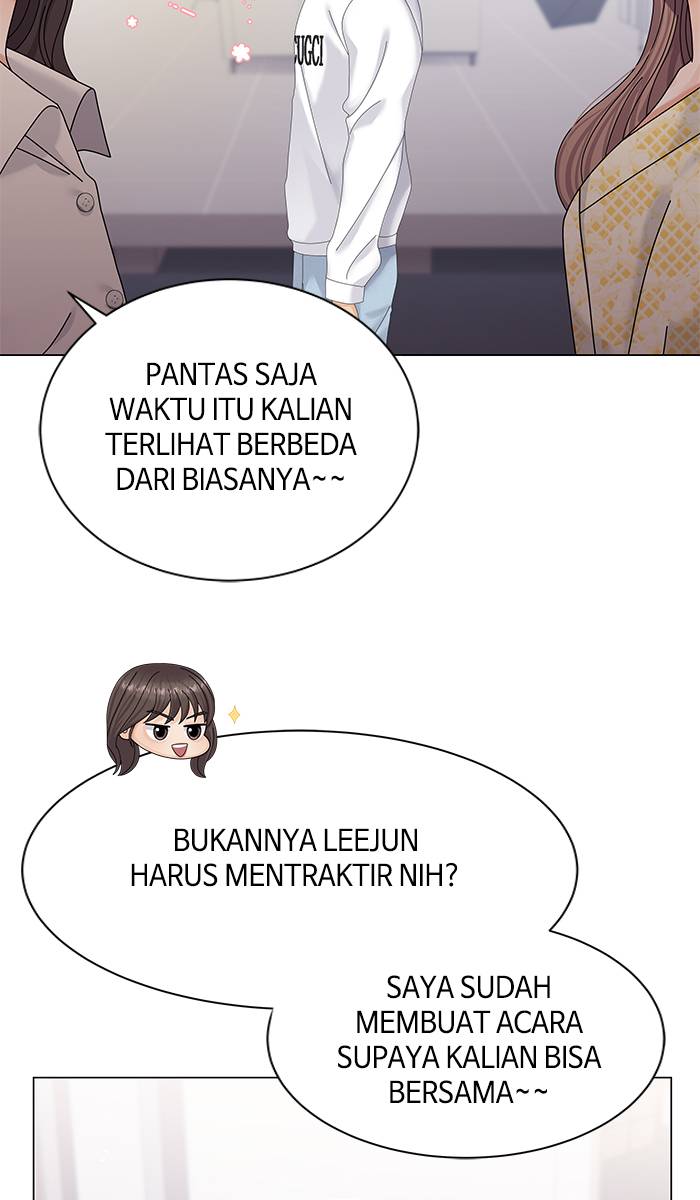 CUGCI
PANTAS SAJA
WAKTU ITU KALIAN
TERLIHAT BERBEDA
DARI BIASANYA~~
BUKANNYA LEEJUN
HARUS MENTRAKTIR NIH?
SAYA SUDAH
MEMBUAT ACARA
SUPAYA KALIAN BISA
BERSAMA~~